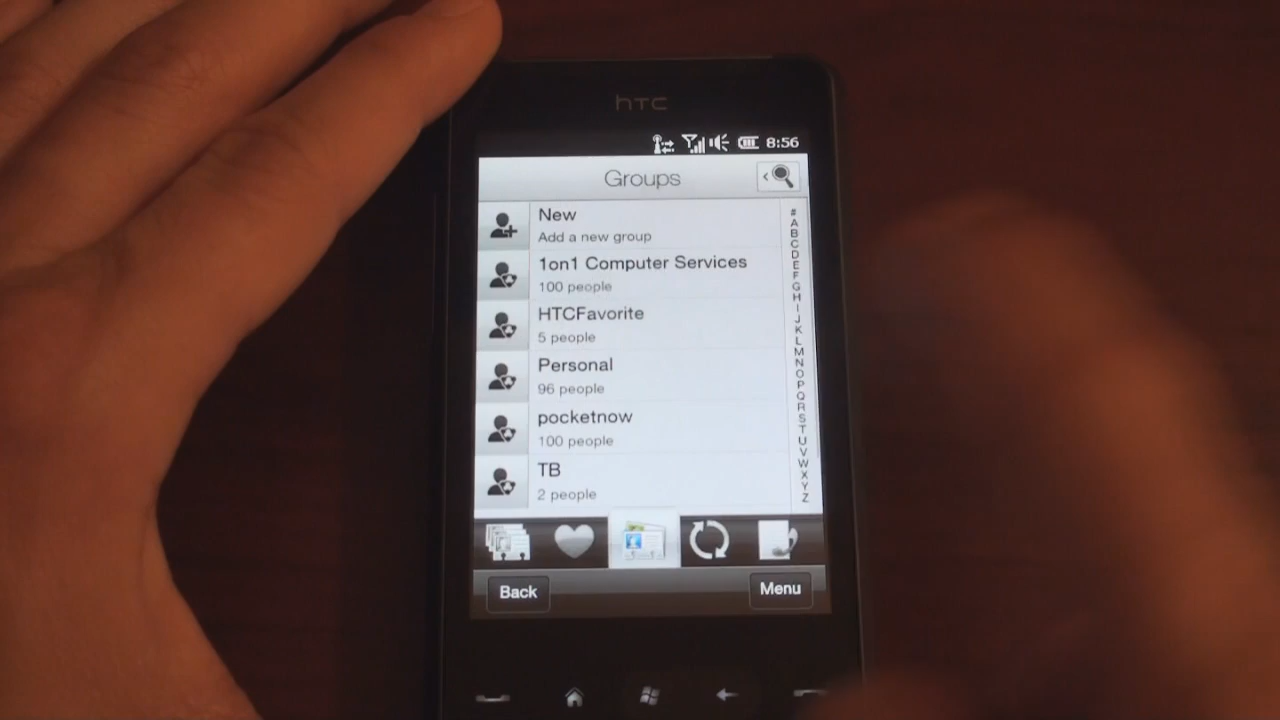 hTC
8:56
Groups
New
Add a new group
1on1 Computer Services
100 people
HTCFavorite
5 people
Personal
96 people
pocketnow
100 people
TB
2 people
#
A
B
C
D
E
F
G
H
I
J
K
L
M
N
O
P
Q
R
S
T
U
V
W
X
Y
Z
Back
Menu